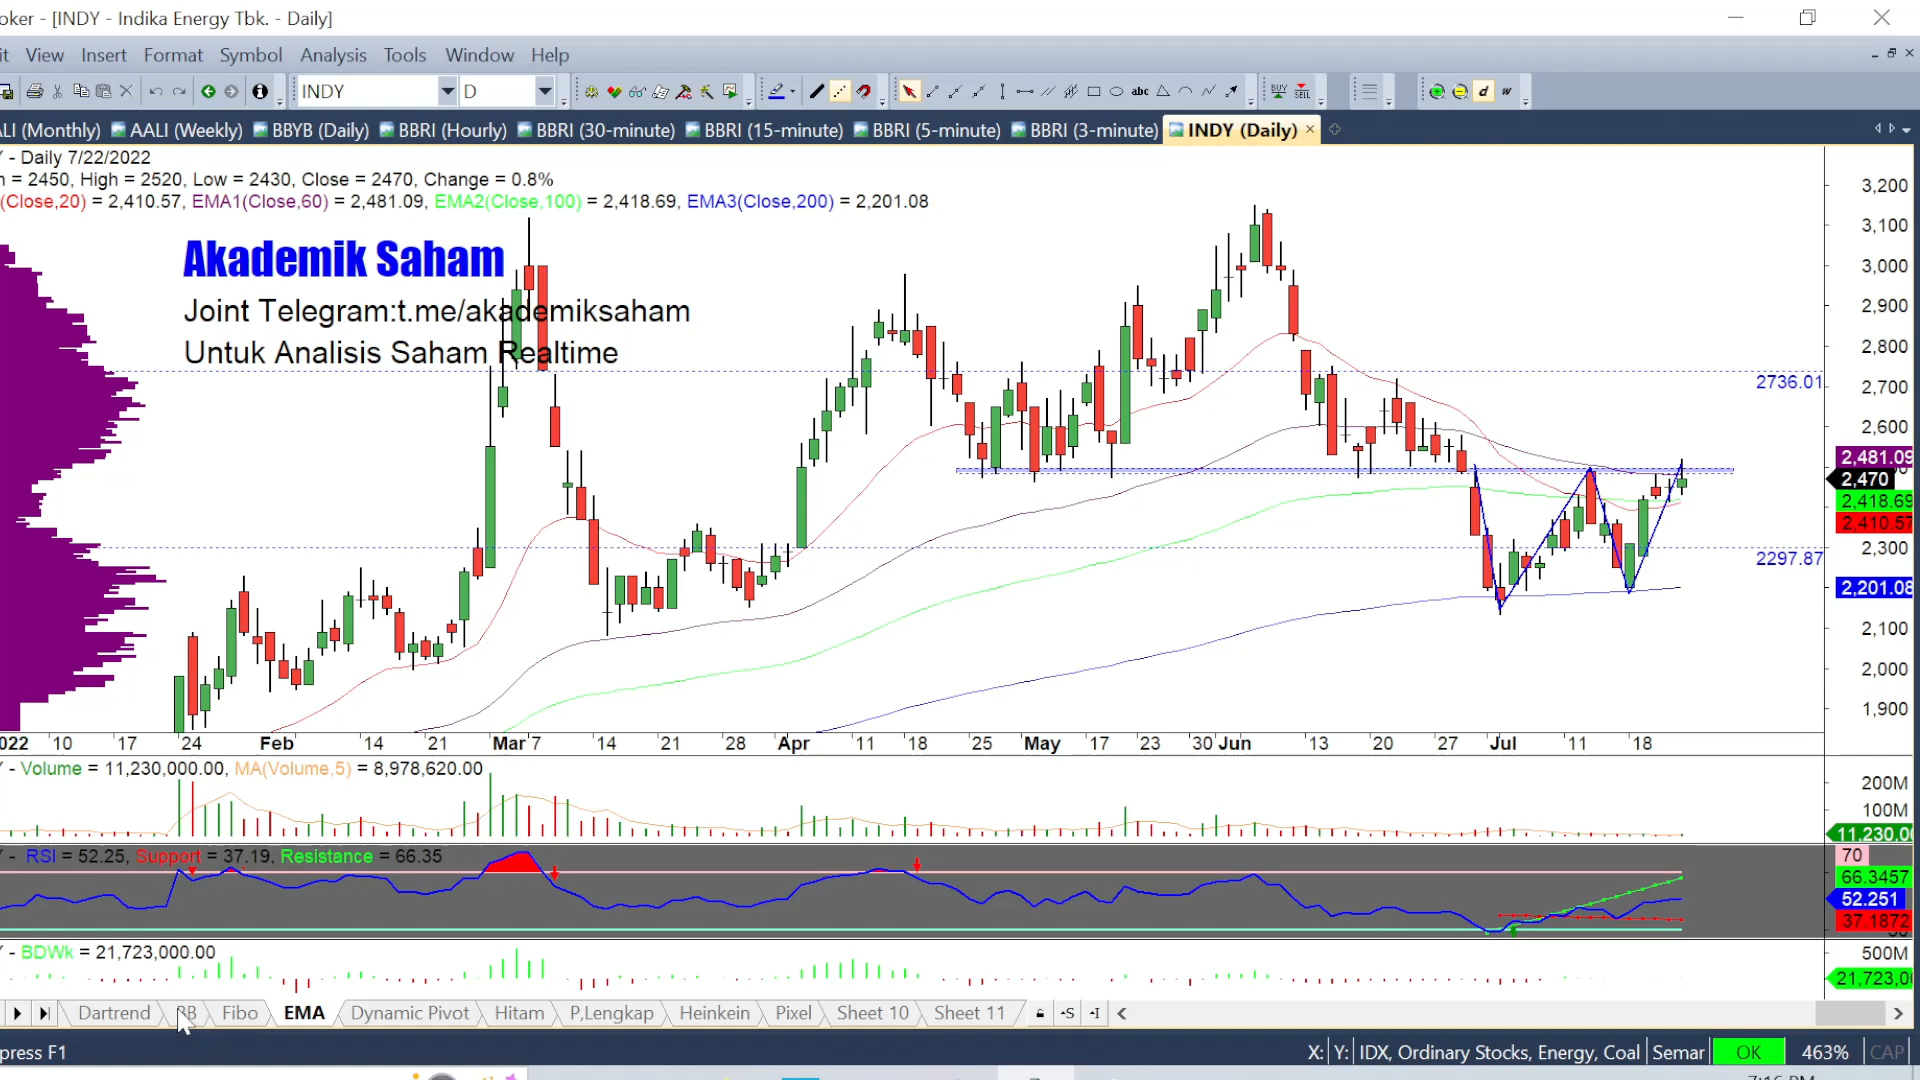 oker - [INDY - Indika Energy Tbk. - Daily]
it View Insert Format Symbol Analysis Tools Window Help
INDY D abc BUY SELL d w
ALI (Monthly) AALI (Weekly) BBYB (Daily) BBRI (Hourly) BBRI (30-minute) BBRI (15-minute) BBRI (5-minute) BBRI (3-minute) INDY (Daily)
Y - Daily 7/22/2022
n = 2450, High = 2520, Low = 2430, Close = 2470, Change = 0.8%
(Close,20) = 2,410.57, EMA1(Close,60) = 2,481.09, EMA2(Close,100) = 2,418.69, EMA3(Close,200) = 2,201.08
Akademik Saham
Joint Telegram:t.me/akademiksaham
Untuk Analisis Saham Realtime
3,200
3,100
3,000
2,900
2,800
2736.01
2,700
2,600
2,481.09
2,470
2,418.69
2,410.57
2,300
2297.87
2,201.08
2,100
2,000
1,900
2022 10 17 24 Feb 14 21 Mar 7 14 21 28 Apr 11 18 25 May 17 23 30 Jun 13 20 27 Jul 11 18
Y - Volume = 11,230,000.00, MA(Volume,5) = 8,978,620.00
200M
100M
11,230,0
Y - RSI = 52.25, Support = 37.19, Resistance = 66.35
70
66.3457
52.251
37.1872
30
Y - BDWk = 21,723,000.00
500M
21,723,0
Dartrend BB Fibo EMA Dynamic Pivot Hitam P,Lengkap Heinkein Pixel Sheet 10 Sheet 11 -S -I
press F1
X: Y: IDX, Ordinary Stocks, Energy, Coal Semar OK 463% CAP
7:16 PM